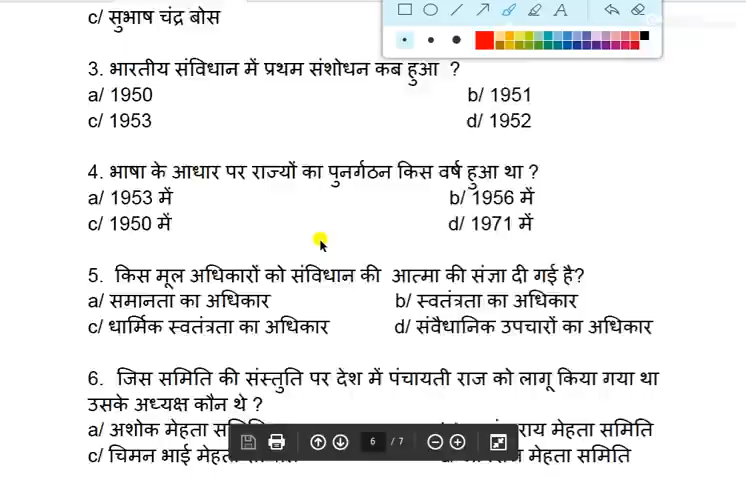 c/ सुभाष चंद्र बोस
A
3. भारतीय संविधान में प्रथम संशोधन कब हुआ ?
a/ 1950 b/ 1951
c/ 1953 d/ 1952
4. भाषा के आधार पर राज्यों का पुनर्गठन किस वर्ष हुआ था ?
a/ 1953 में b/ 1956 में
c/ 1950 में d/ 1971 में
5. किस मूल अधिकारों को संविधान की आत्मा की संज्ञा दी गई है?
a/ समानता का अधिकार b/ स्वतंत्रता का अधिकार
c/ धार्मिक स्वतंत्रता का अधिकार d/ संवैधानिक उपचारों का अधिकार
6. जिस समिति की संस्तुति पर देश में पंचायती राज को लागू किया गया था
उसके अध्यक्ष कौन थे ?
a/ अशोक मेहता राय मेहता समिति
c/ चिमन भाई मेहता मेहता समिति
6 / 7